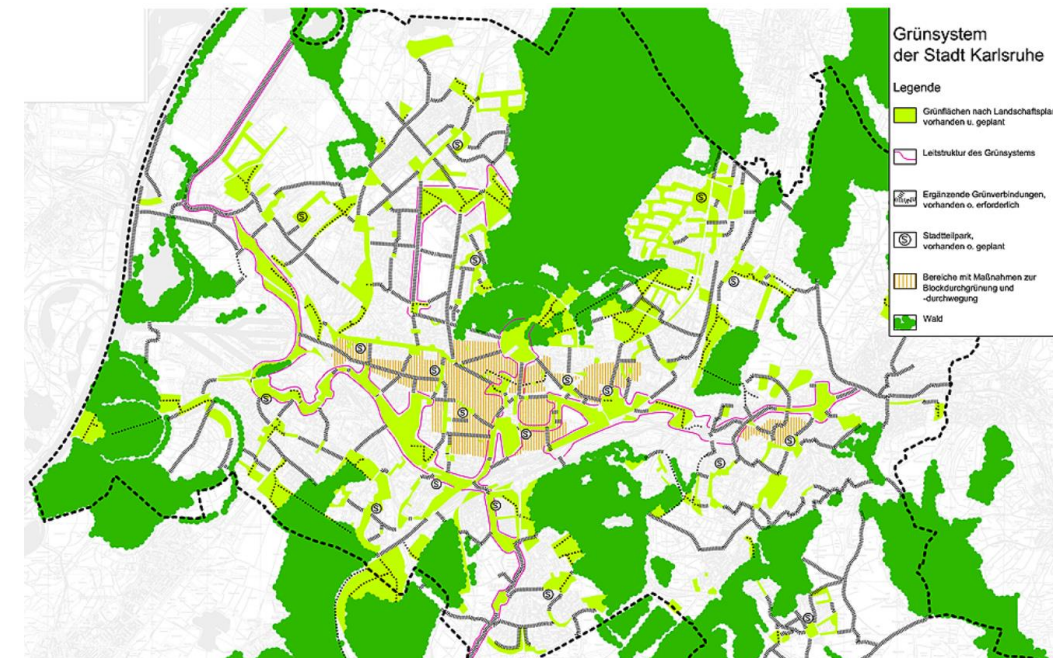 Grünsystem
der Stadt Karlsruhe
Legende
Grünflächen nach Landschaftsplan
vorhanden u. geplant
Leitstruktur des Grünsystems
Ergänzende Grünverbindungen,
vorhanden o. erforderlich
Stadtteilpark,
vorhanden o. geplant
Bereiche mit Maßnahmen zur
Blockdurchgrünung und
-durchwegung
Wald